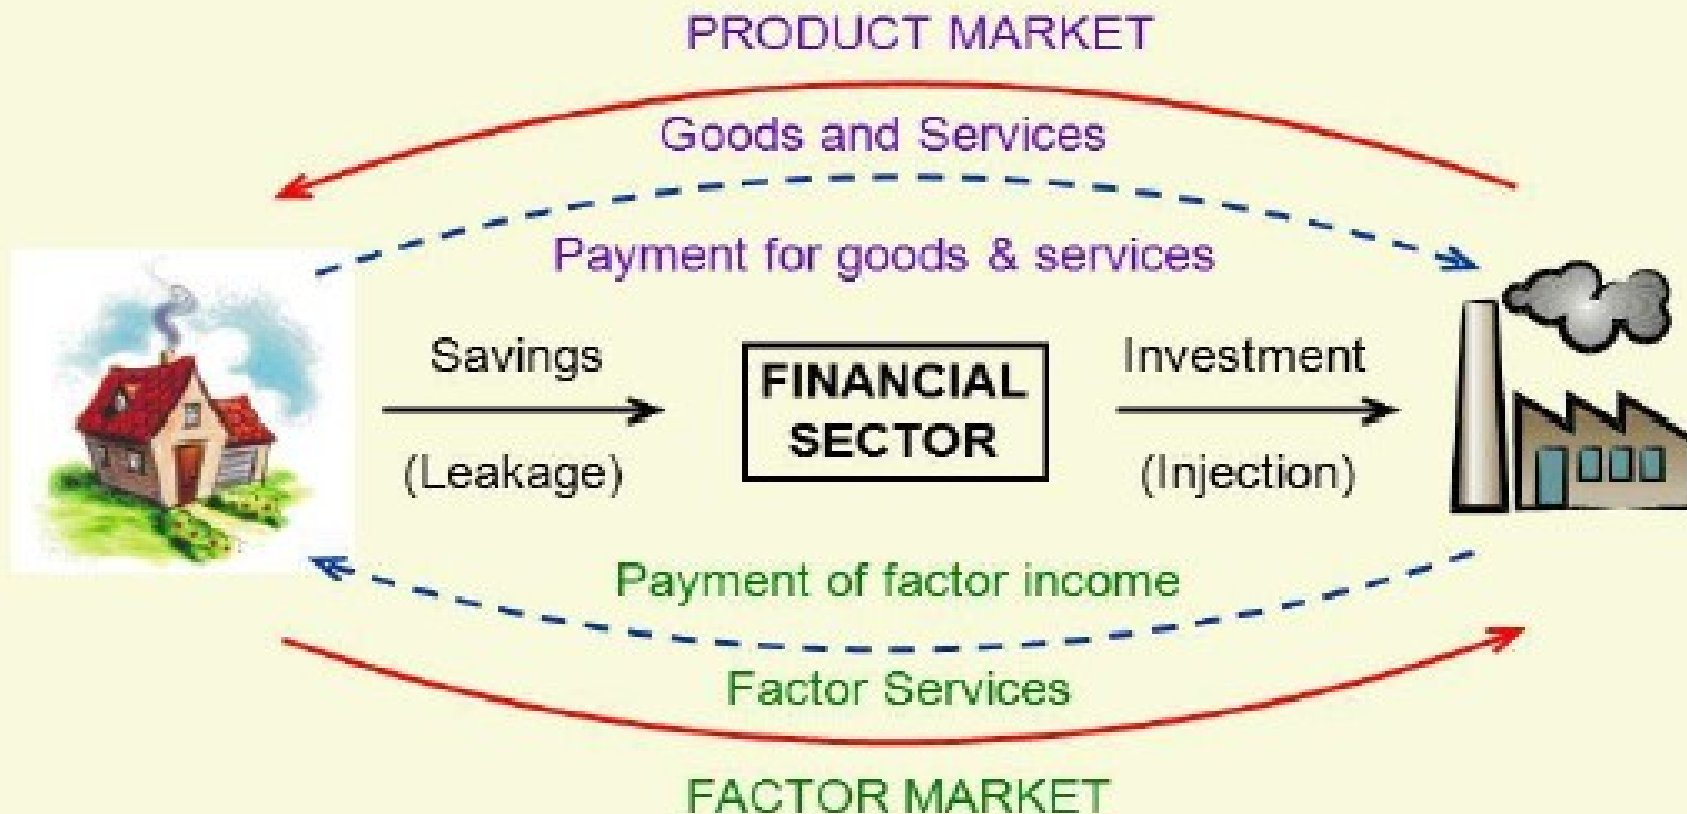 PRODUCT MARKET
Goods and Services
Payment for goods & services
Savings
(Leakage)
FINANCIAL
SECTOR
Investment
(Injection)
Payment of factor income
Factor Services
FACTOR MARKET